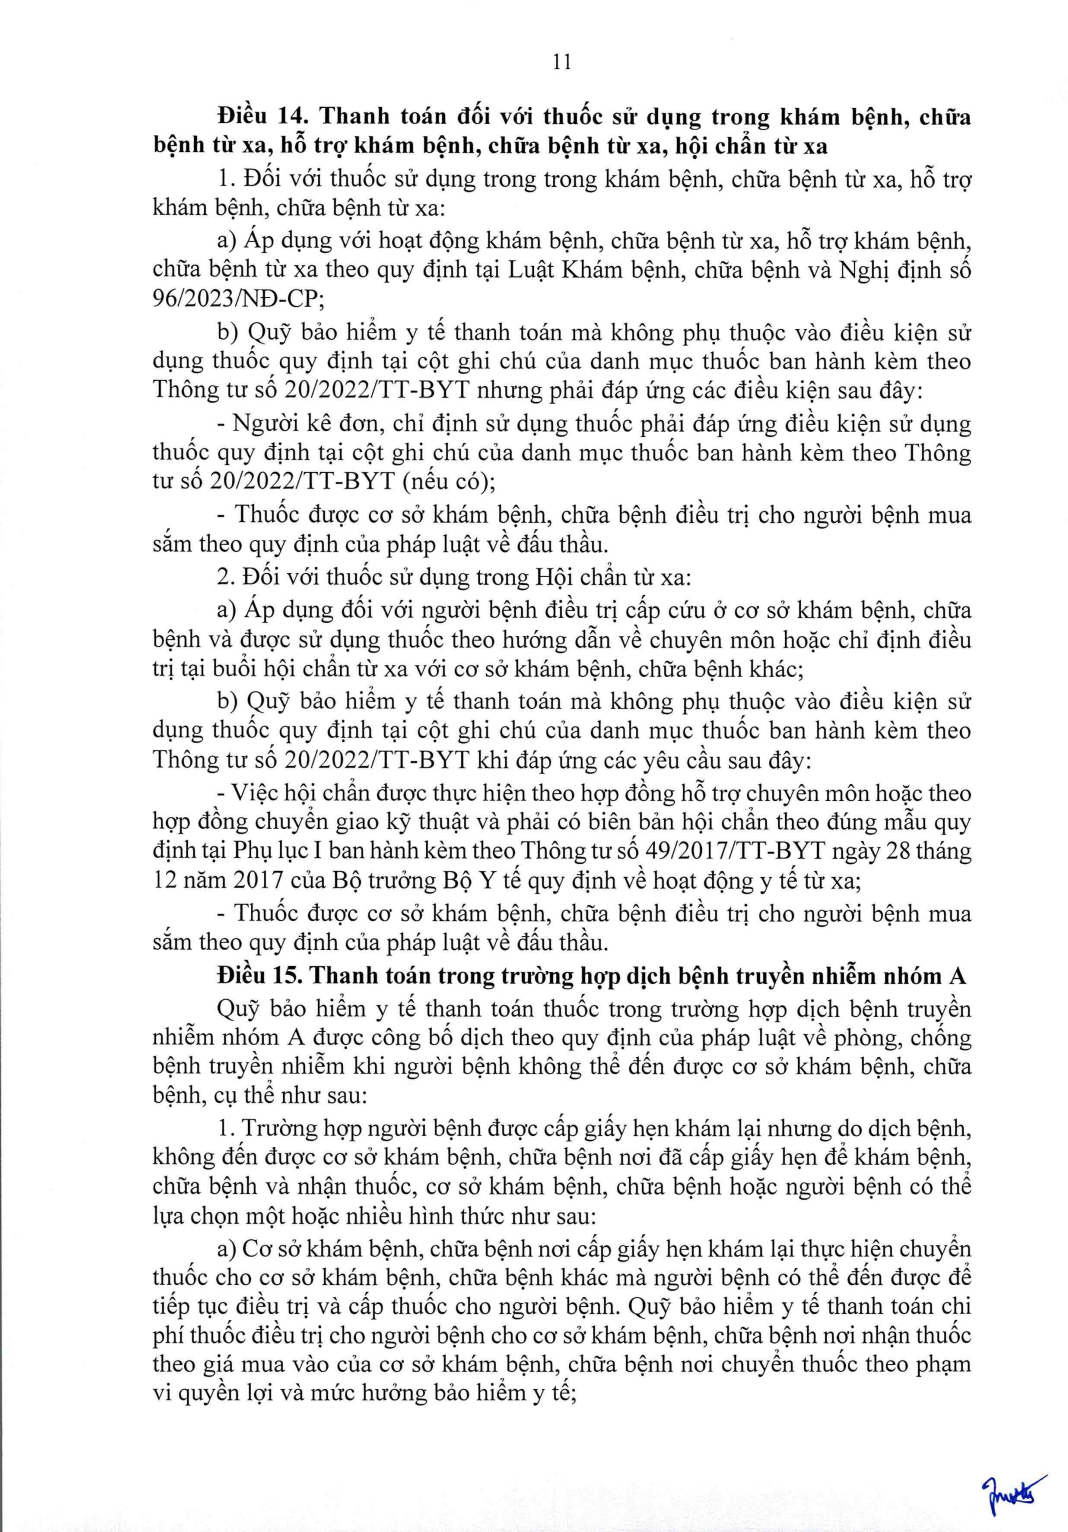 11
Điều 14. Thanh toán đối với thuốc sử dụng trong khám bệnh, chữa
bệnh từ xa, hỗ trợ khám bệnh, chữa bệnh từ xa, hội chẩn từ xa
1. Đối với thuốc sử dụng trong trong khám bệnh, chữa bệnh từ xa, hỗ trợ
khám bệnh, chữa bệnh từ xa:
a) Áp dụng với hoạt động khám bệnh, chữa bệnh từ xa, hỗ trợ khám bệnh,
chữa bệnh từ xa theo quy định tại Luật Khám bệnh, chữa bệnh và Nghị định số
96/2023/NĐ-CP;
b) Quỹ bảo hiểm y tế thanh toán mà không phụ thuộc vào điều kiện sử
dụng thuốc quy định tại cột ghi chú của danh mục thuốc ban hành kèm theo
Thông tư số 20/2022/TT-BYT nhưng phải đáp ứng các điều kiện sau đây:
- Người kê đơn, chỉ định sử dụng thuốc phải đáp ứng điều kiện sử dụng
thuốc quy định tại cột ghi chú của danh mục thuốc ban hành kèm theo Thông
tư số 20/2022/TT-BYT (nếu có);
- Thuốc được cơ sở khám bệnh, chữa bệnh điều trị cho người bệnh mua
sắm theo quy định của pháp luật về đấu thầu.
2. Đối với thuốc sử dụng trong Hội chẩn từ xa:
a) Áp dụng đối với người bệnh điều trị cấp cứu ở cơ sở khám bệnh, chữa
bệnh và được sử dụng thuốc theo hướng dẫn về chuyên môn hoặc chỉ định điều
trị tại buổi hội chẩn từ xa với cơ sở khám bệnh, chữa bệnh khác;
b) Quỹ bảo hiểm y tế thanh toán mà không phụ thuộc vào điều kiện sử
dụng thuốc quy định tại cột ghi chú của danh mục thuốc ban hành kèm theo
Thông tư số 20/2022/TT-BYT khi đáp ứng các yêu cầu sau đây:
- Việc hội chẩn được thực hiện theo hợp đồng hỗ trợ chuyên môn hoặc theo
hợp đồng chuyển giao kỹ thuật và phải có biên bản hội chẩn theo đúng mẫu quy
định tại Phụ lục I ban hành kèm theo Thông tư số 49/2017/TT-BYT ngày 28 tháng
12 năm 2017 của Bộ trưởng Bộ Y tế quy định về hoạt động y tế từ xa;
- Thuốc được cơ sở khám bệnh, chữa bệnh điều trị cho người bệnh mua
sắm theo quy định của pháp luật về đấu thầu.
Điều 15. Thanh toán trong trường hợp dịch bệnh truyền nhiễm nhóm A
Quỹ bảo hiểm y tế thanh toán thuốc trong trường hợp dịch bệnh truyền
nhiễm nhóm A được công bố dịch theo quy định của pháp luật về phòng, chống
bệnh truyền nhiễm khi người bệnh không thể đến được cơ sở khám bệnh, chữa
bệnh, cụ thể như sau:
1. Trường hợp người bệnh được cấp giấy hẹn khám lại nhưng do dịch bệnh,
không đến được cơ sở khám bệnh, chữa bệnh nơi đã cấp giấy hẹn để khám bệnh,
chữa bệnh và nhận thuốc, cơ sở khám bệnh, chữa bệnh hoặc người bệnh có thể
lựa chọn một hoặc nhiều hình thức như sau:
a) Cơ sở khám bệnh, chữa bệnh nơi cấp giấy hẹn khám lại thực hiện chuyển
thuốc cho cơ sở khám bệnh, chữa bệnh khác mà người bệnh có thể đến được để
tiếp tục điều trị và cấp thuốc cho người bệnh. Quỹ bảo hiểm y tế thanh toán chi
phí thuốc điều trị cho người bệnh cho cơ sở khám bệnh, chữa bệnh nơi nhận thuốc
theo giá mua vào của cơ sở khám bệnh, chữa bệnh nơi chuyển thuốc theo phạm
vi quyền lợi và mức hưởng bảo hiểm y tế;